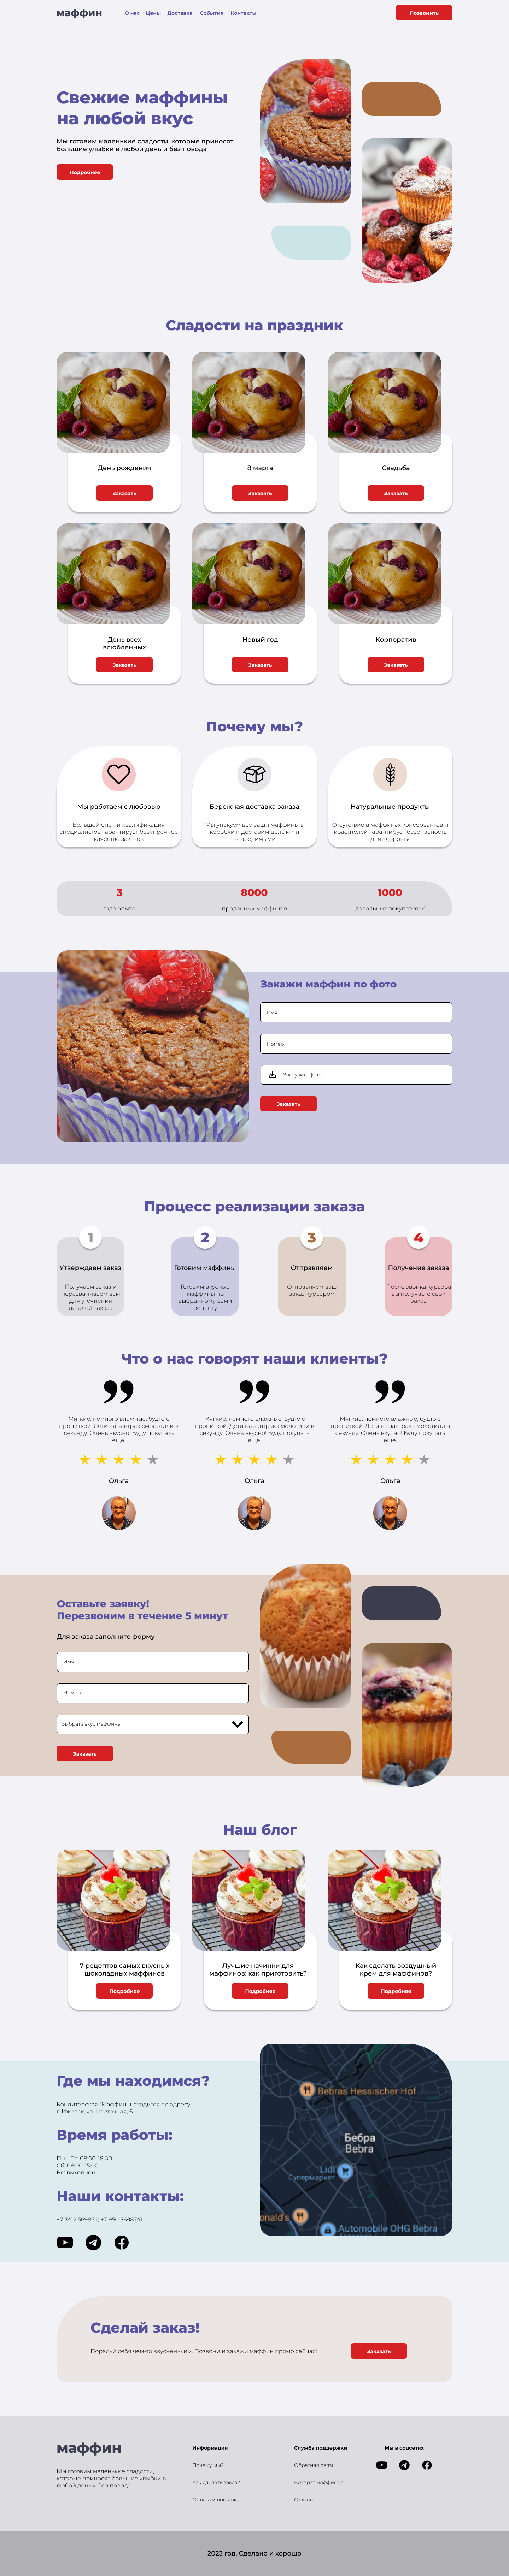 маффин
О нас Цены Доставка События Контакты
Позвонить
Свежие маффины
на любой вкус
Мы готовим маленькие сладости, которые приносят
большие улыбки в любой день и без повода
Подробнее
Сладости на праздник
День рождения
Заказать
8 марта
Заказать
Свадьба
Заказать
День всех
влюбленных
Заказать
Новый год
Заказать
Корпоратив
Заказать
Почему мы?
Мы работаем с любовью
Большой опыт и квалификация
специалистов гарантирует безупречное
качество заказов
Бережная доставка заказа
Мы упакуем все ваши маффины в
коробки и доставим целыми и
невредимыми
Натуральные продукты
Отсутствие в маффинах консервантов и
красителей гарантирует безопасность
для здоровья
3
года опыта
8000
проданных маффинов
1000
довольных покупателей
Закажи маффин по фото
Имя
Номер
Загрузить фото
Заказать
Процесс реализации заказа
1
Утверждаем заказ
Получаем заказ и
перезваниваем вам
для уточнения
деталей заказа
2
Готовим маффины
Готовим вкусные
маффины по
выбранному вами
рецепту
3
Отправляем
Отправляем ваш
заказ курьером
4
Получение заказа
После звонка курьера
вы получаете свой
заказ
Что о нас говорят наши клиенты?
Мягкие, немного влажные, будто с
пропиткой. Дети на завтрак смолотили в
секунду. Очень вкусно! Буду покупать
еще.
Ольга
Мягкие, немного влажные, будто с
пропиткой. Дети на завтрак смолотили в
секунду. Очень вкусно! Буду покупать
еще.
Ольга
Мягкие, немного влажные, будто с
пропиткой. Дети на завтрак смолотили в
секунду. Очень вкусно! Буду покупать
еще.
Ольга
Оставьте заявку!
Перезвоним в течение 5 минут
Для заказа заполните форму
Имя
Номер
Выбрать вкус маффина
Заказать
Наш блог
7 рецептов самых вкусных
шоколадных маффинов
Подробнее
Лучшие начинки для
маффинов: как приготовить?
Подробнее
Как сделать воздушный
крем для маффинов?
Подробнее
Где мы находимся?
Кондитерская "Маффин" находится по адресу
г. Ижевск, ул. Цветочная, 6.
Время работы:
Пн - Пт: 08:00-18:00
Сб: 08:00-15:00
Вс: выходной
Наши контакты:
+7 3412 569874; +7 950 5698741
Bebras Hessischer Hof
Бебра
Bebra
Lidl
Супермаркет
onald's
Automobile OHG Bebra
Сделай заказ!
Порадуй себя чем-то вкусненьким. Позвони и закажи маффин прямо сейчас!
Заказать
маффин
Мы готовим маленькие сладости,
которые приносят большие улыбки в
любой день и без повода
Информация
Почему мы?
Как сделать заказ?
Оплата и доставка
Служба поддержки
Обратная связь
Возврат маффинов
Отзывы
Мы в соцсетях
2023 год. Сделано и хорошо